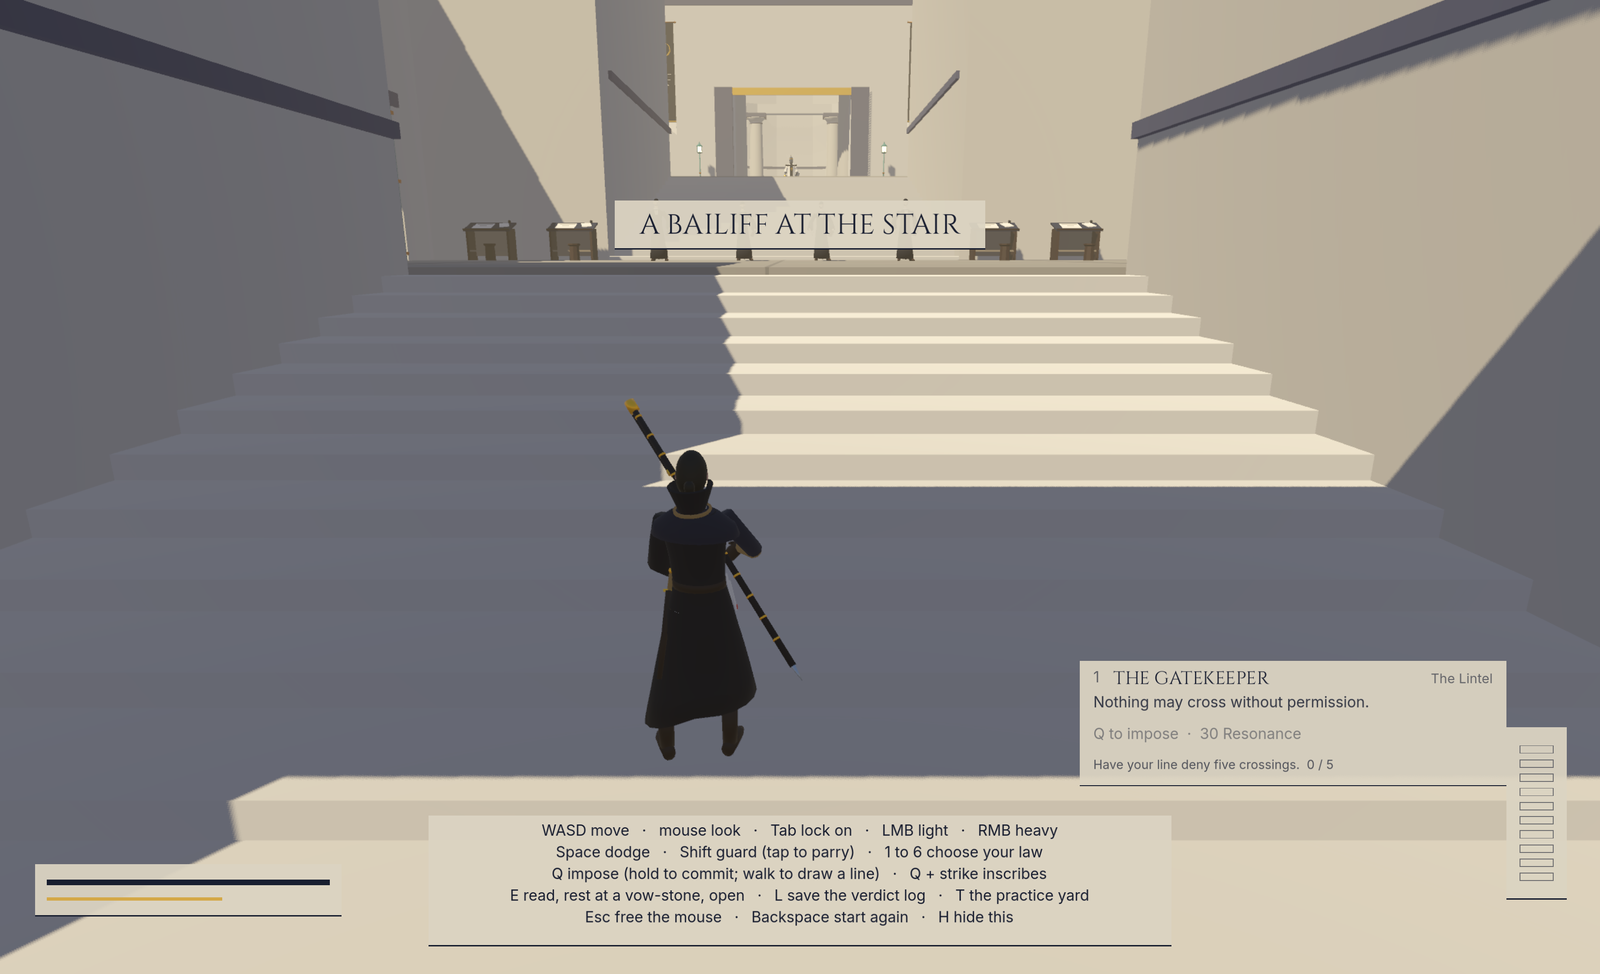 A BAILIFF AT THE STAIR
1 THE GATEKEEPER The Lintel
Nothing may cross without permission.
Q to impose · 30 Resonance
Have your line deny five crossings. 0 / 5
WASD move · mouse look · Tab lock on · LMB light · RMB heavy
Space dodge · Shift guard (tap to parry) · 1 to 6 choose your law
Q impose (hold to commit; walk to draw a line) · Q + strike inscribes
E read, rest at a vow-stone, open · L save the verdict log · T the practice yard
Esc free the mouse · Backspace start again · H hide this